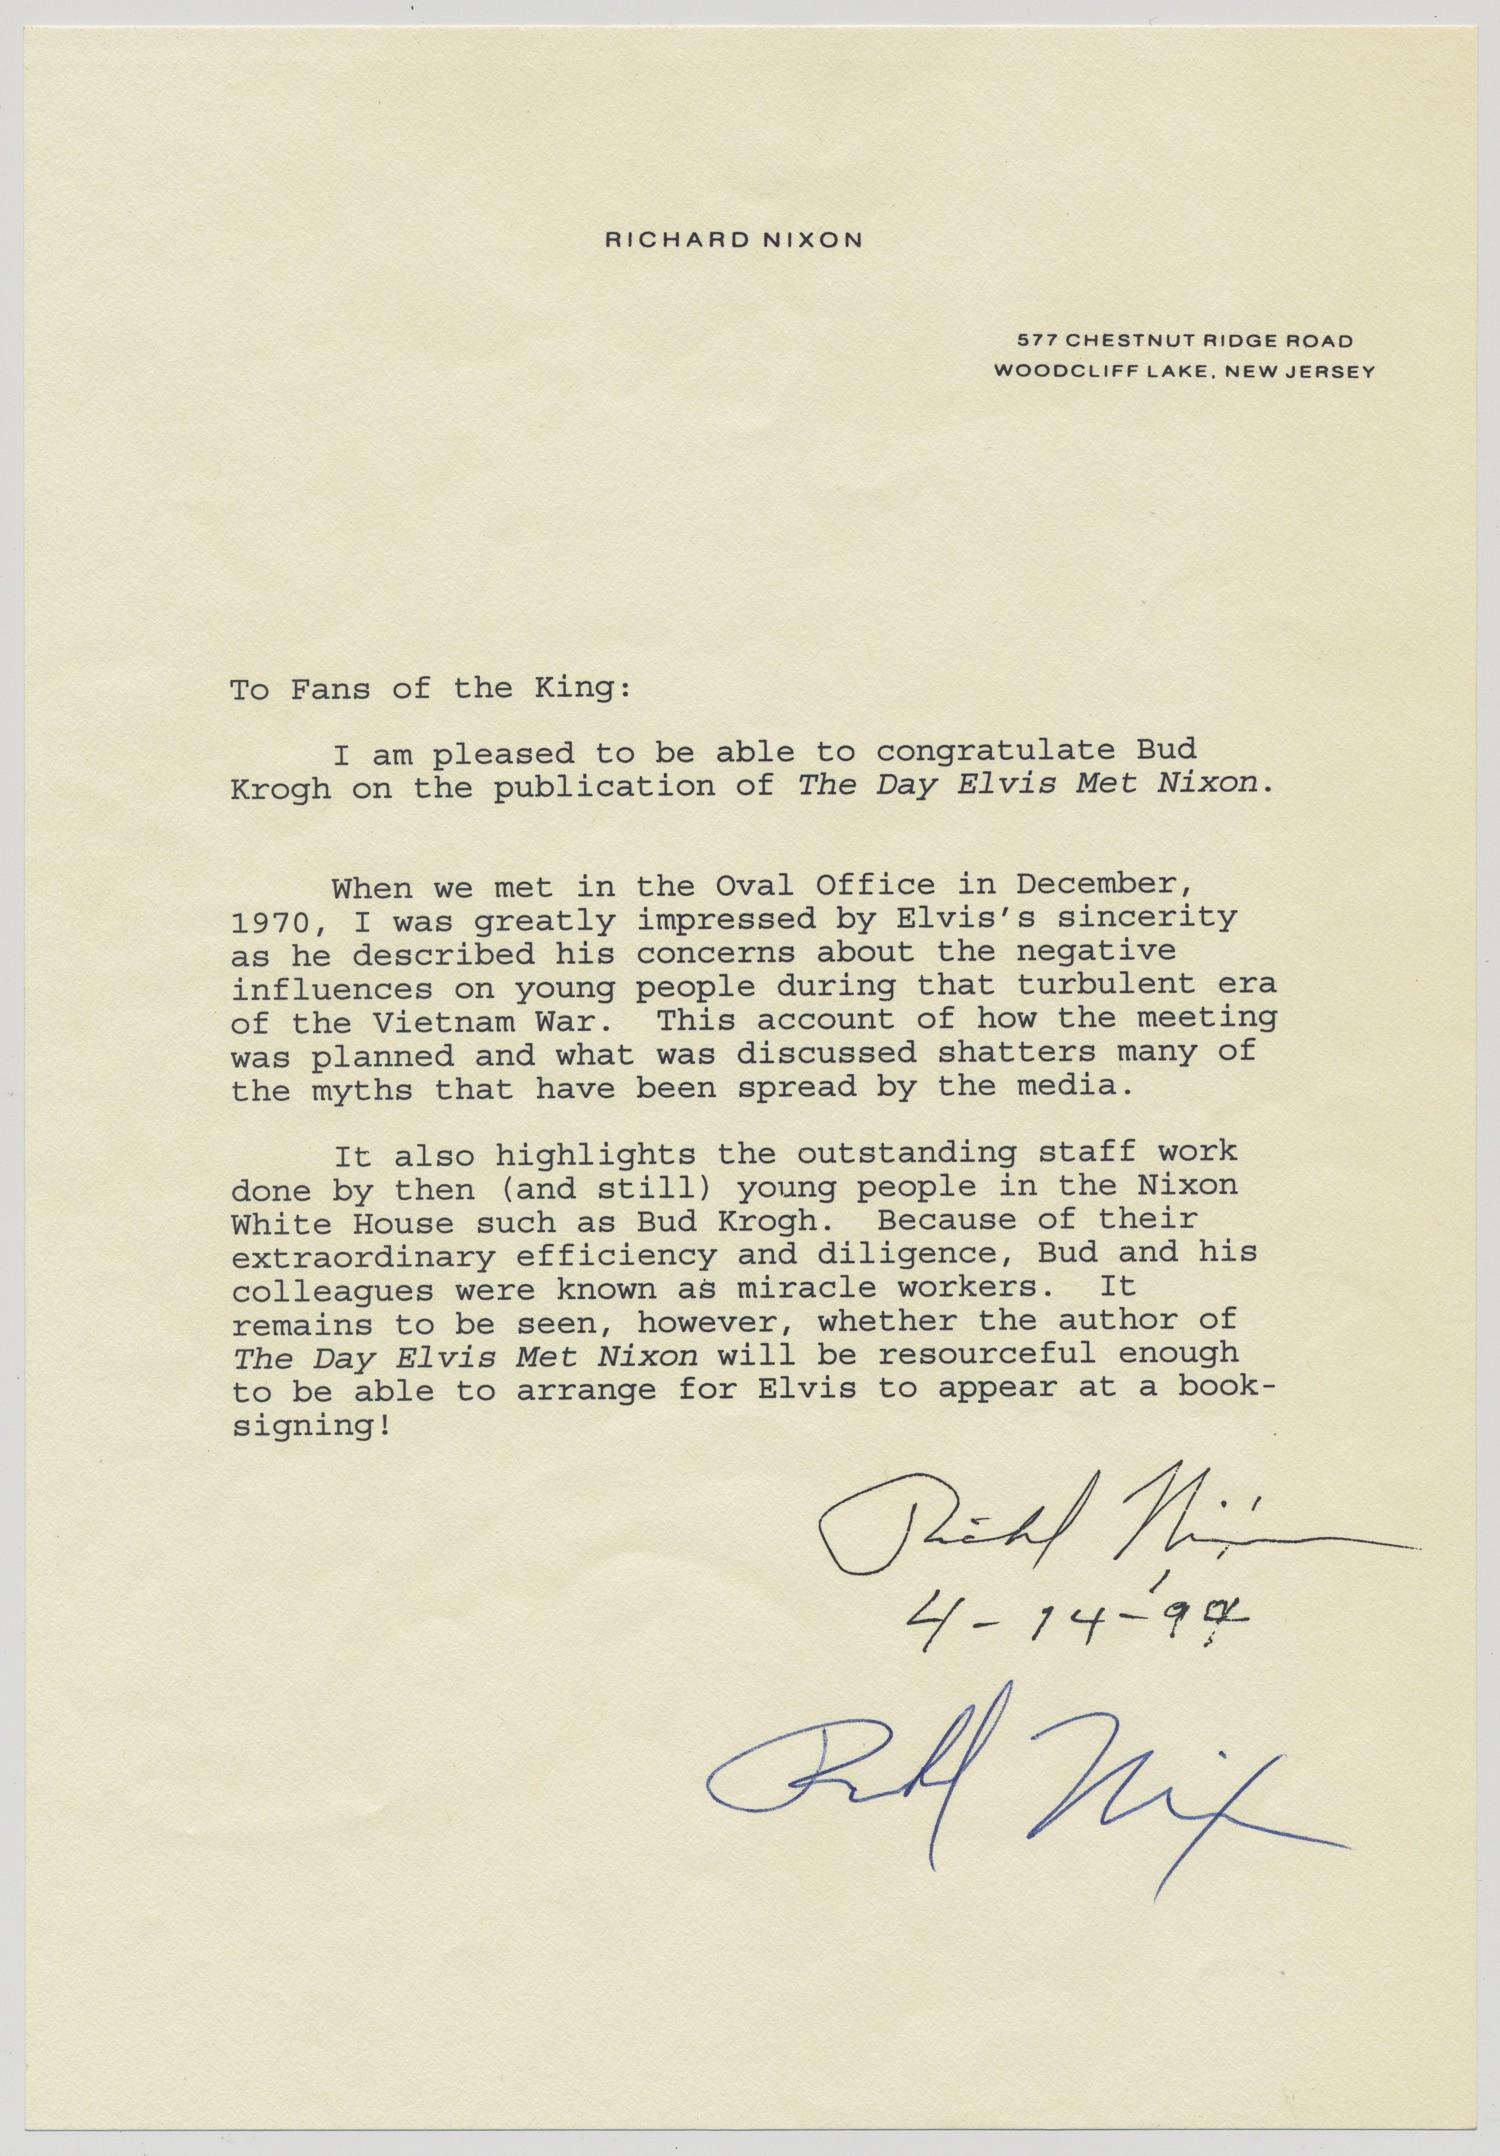 RICHARD NIXON
577 CHESTNUT RIDGE ROAD
WOODCLIFF LAKE, NEW JERSEY
To Fans of the King:
I am pleased to be able to congratulate Bud
Krogh on the publication of The Day Elvis Met Nixon.
When we met in the Oval Office in December,
1970, I was greatly impressed by Elvis's sincerity
as he described his concerns about the negative
influences on young people during that turbulent era
of the Vietnam War.  This account of how the meeting
was planned and what was discussed shatters many of
the myths that have been spread by the media.
It also highlights the outstanding staff work
done by then (and still) young people in the Nixon
White House such as Bud Krogh.  Because of their
extraordinary efficiency and diligence, Bud and his
colleagues were known as miracle workers.  It
remains to be seen, however, whether the author of
The Day Elvis Met Nixon will be resourceful enough
to be able to arrange for Elvis to appear at a book-
signing!
Richard Nixon
4-14-'94
Richard Nixon